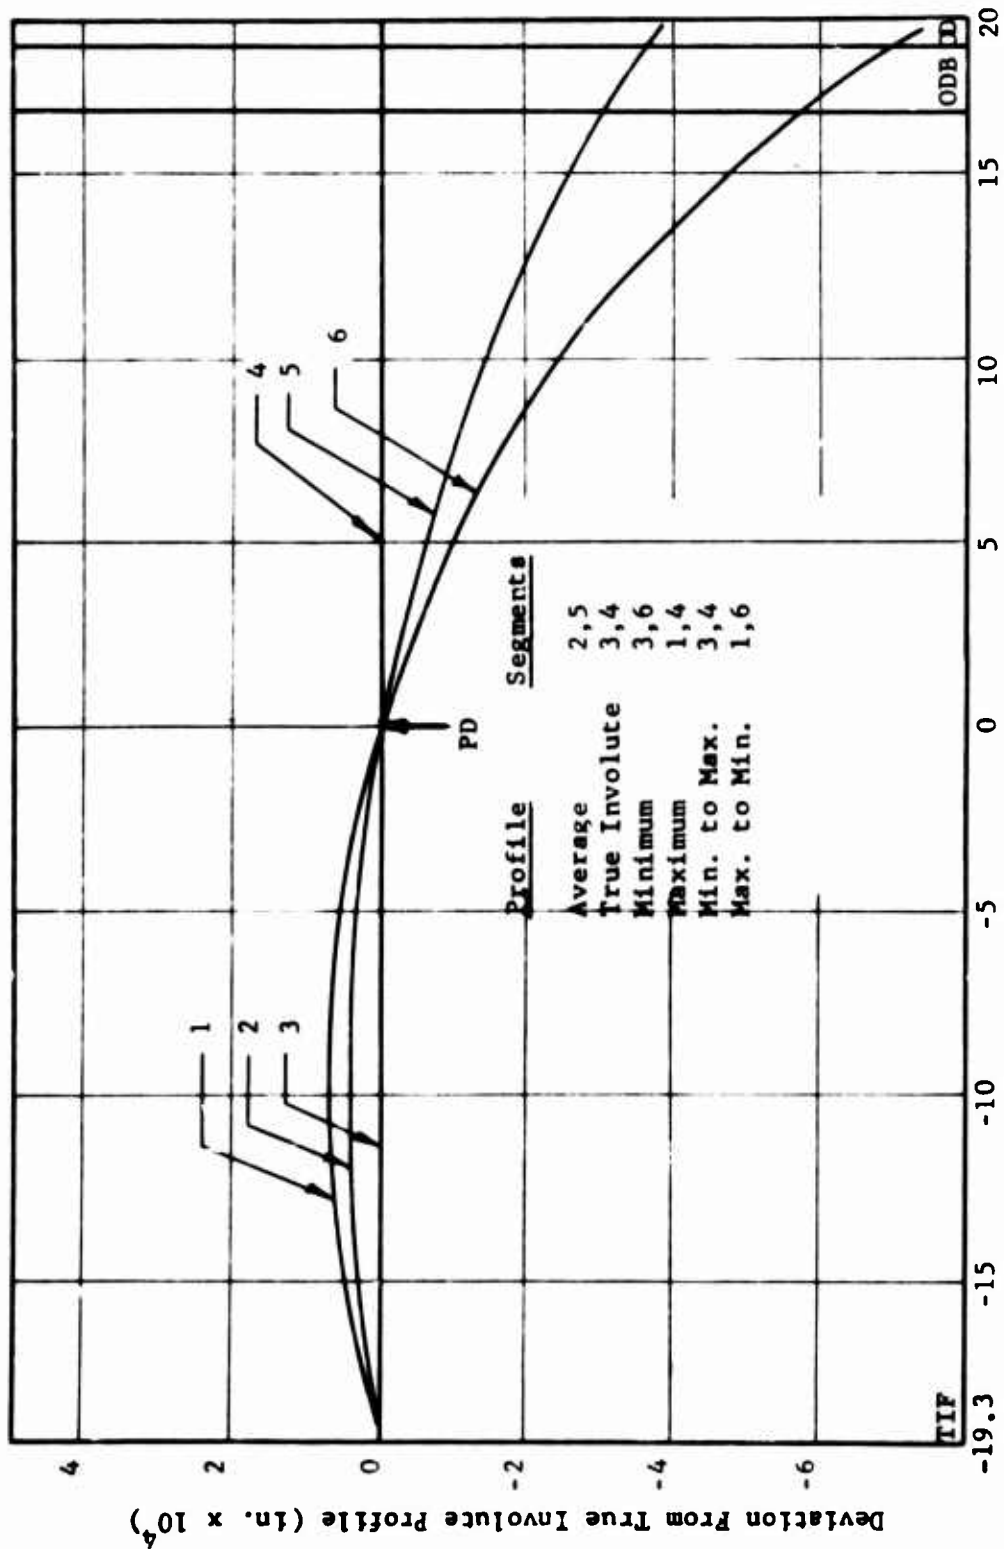 Deviation From True Involute Profile (in. x 10⁴)
4
2
0
-2
-4
-6
1
2
3
4
5
6
PD
Profile Segments
Average 2,5
True Involute 3,4
Minimum 3,6
Maximum 1,4
Min. to Max. 3,4
Max. to Min. 1,6
TIF
ODB
OD
-19.3
-15
-10
-5
0
5
10
15
20